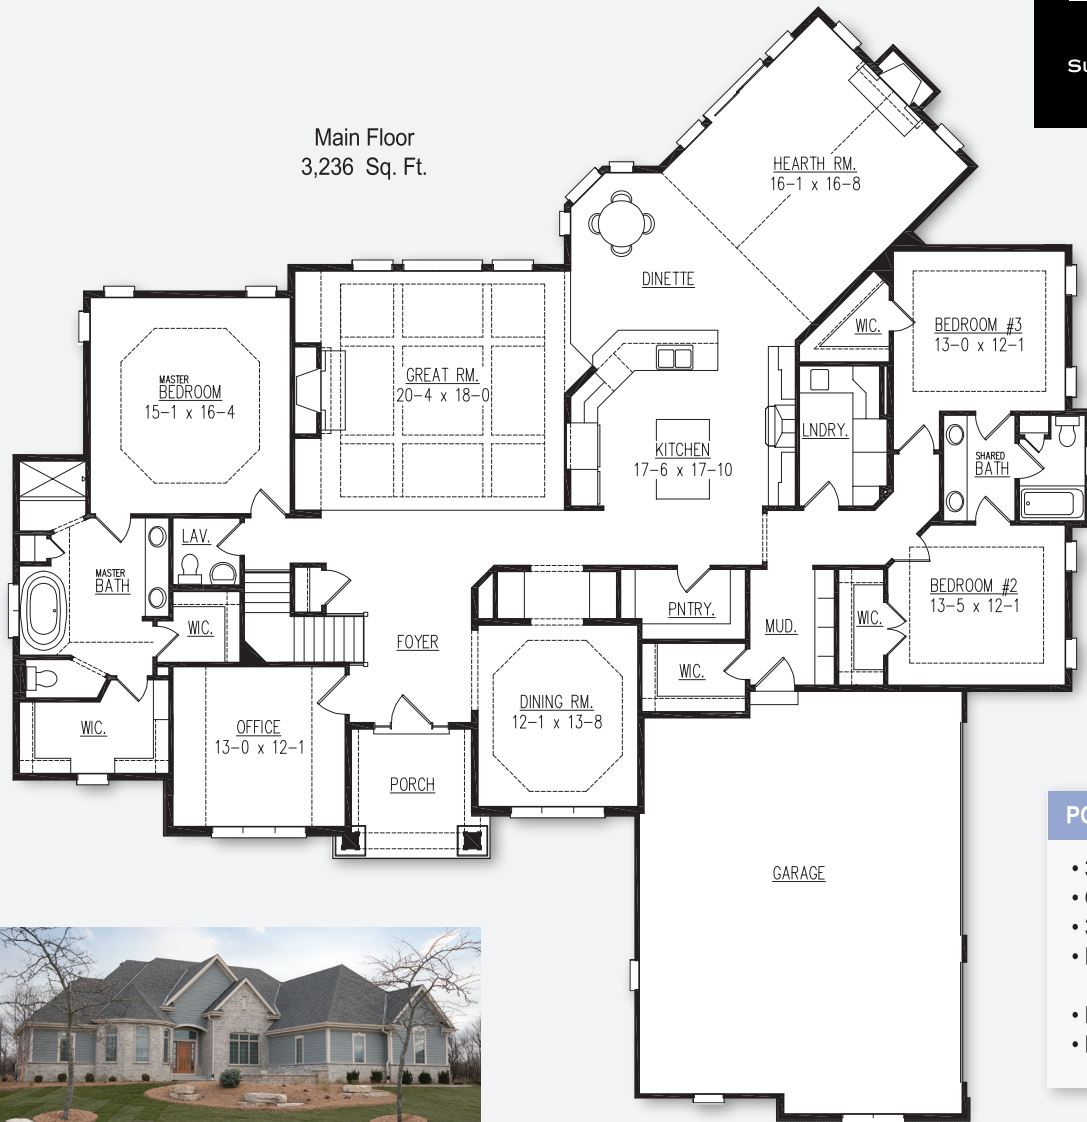 Main Floor
3,236 Sq. Ft.
HEARTH RM.
16-1 x 16-8
DINETTE
WIC.
BEDROOM #3
13-0 x 12-1
MASTER
BEDROOM
15-1 x 16-4
GREAT RM.
20-4 x 18-0
KITCHEN
17-6 x 17-10
LNDRY.
SHARED
BATH
LAV.
MASTER
BATH
WIC.
FOYER
PNTRY.
MUD.
WIC.
BEDROOM #2
13-5 x 12-1
WIC.
DINING RM.
12-1 x 13-8
WIC.
OFFICE
13-0 x 12-1
PORCH
GARAGE